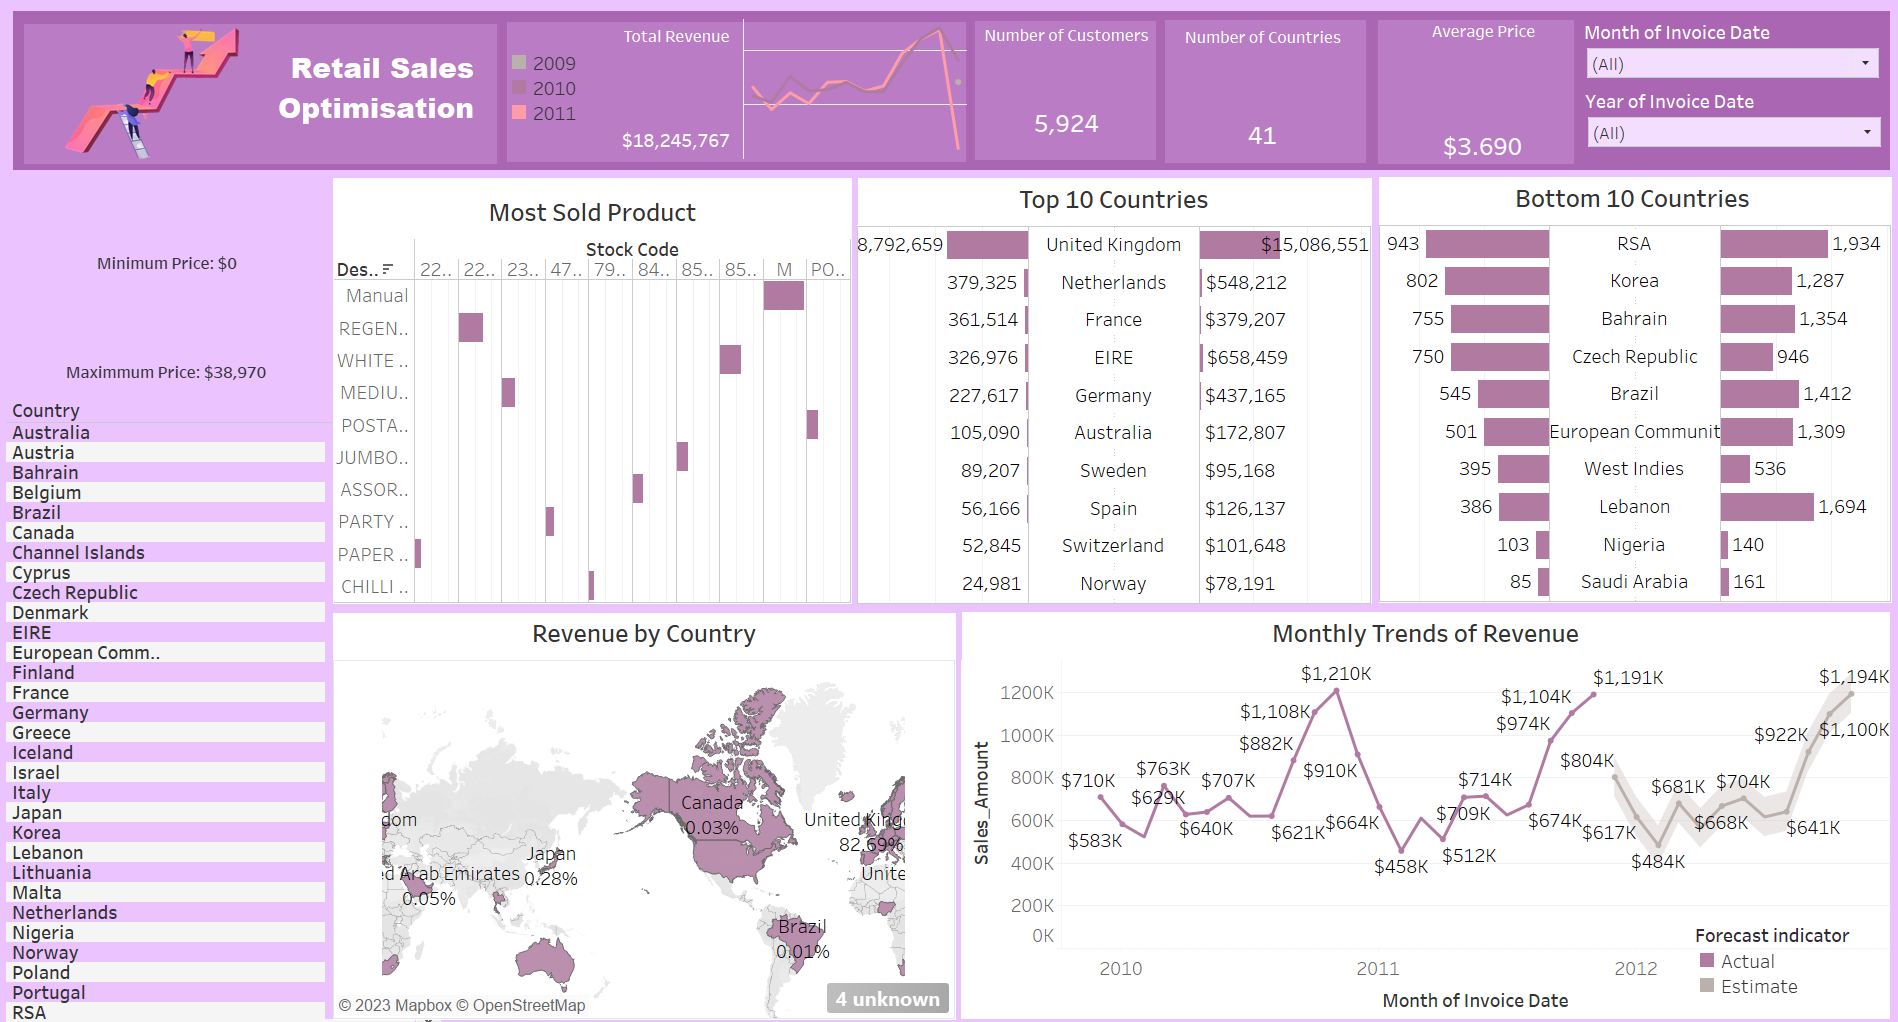 Retail Sales
Optimisation
2009
2010
2011
Total Revenue
$18,245,767
Number of Customers
5,924
Number of Countries
41
Average Price
$3.690
Month of Invoice Date
(All)
Year of Invoice Date
(All)
Minimum Price: $0
Maximmum Price: $38,970
Country
Australia
Austria
Bahrain
Belgium
Brazil
Canada
Channel Islands
Cyprus
Czech Republic
Denmark
EIRE
European Comm..
Finland
France
Germany
Greece
Iceland
Israel
Italy
Japan
Korea
Lebanon
Lithuania
Malta
Netherlands
Nigeria
Norway
Poland
Portugal
RSA
Most Sold Product
Stock Code
Des.. 22.. 22.. 23.. 47.. 79.. 84.. 85.. 85.. M PO..
Manual
REGEN..
WHITE ..
MEDIU..
POSTA..
JUMBO..
ASSOR..
PARTY ..
PAPER ..
CHILLI ..
Top 10 Countries
8,792,659 United Kingdom $15,086,551
379,325 Netherlands $548,212
361,514 France $379,207
326,976 EIRE $658,459
227,617 Germany $437,165
105,090 Australia $172,807
89,207 Sweden $95,168
56,166 Spain $126,137
52,845 Switzerland $101,648
24,981 Norway $78,191
Bottom 10 Countries
943 RSA 1,934
802 Korea 1,287
755 Bahrain 1,354
750 Czech Republic 946
545 Brazil 1,412
501 European Communit 1,309
395 West Indies 536
386 Lebanon 1,694
103 Nigeria 140
85 Saudi Arabia 161
Revenue by Country
Canada
0.03%
dom
United King
82.69%
Japan
0.28%
ed Arab Emirates
0.05%
Unite
Brazil
0.01%
4 unknown
© 2023 Mapbox © OpenStreetMap
Monthly Trends of Revenue
Sales_Amount
1200K
1000K
800K
600K
400K
200K
0K
$710K
$583K
$763K
$629K
$640K
$707K
$621K
$882K
$1,108K
$1,210K
$910K
$664K
$458K
$512K
$709K
$714K
$674K
$974K
$1,104K
$1,191K
$804K
$617K
$484K
$681K
$668K
$704K
$641K
$922K
$1,100K
$1,194K
2010 2011 2012
Month of Invoice Date
Forecast indicator
Actual
Estimate